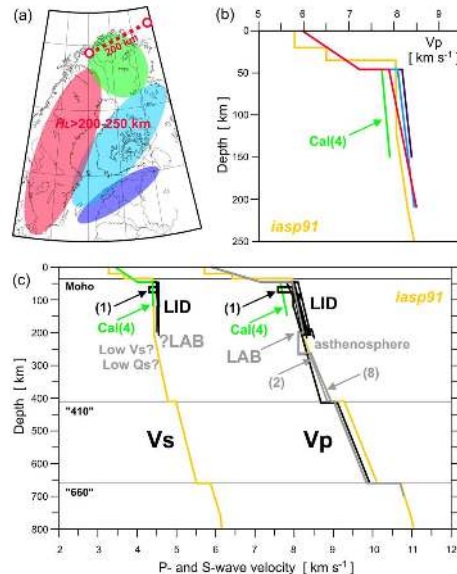 (a)
200 km
HL>200-250 km
(b)
5 6 7 8 9 10
Vp
[ km s-1]
0
50
100
150
200
250
Depth [ km ]
Cal(4)
iasp91
(c)
0
100
200
300
400
500
600
700
800
Depth [ km ]
Moho
(1)
LID
Cal(4)
?LAB
Low Vs?
Low Qs?
"410"
Vs
"660"
iasp91
(1)
LID
Cal(4)
LAB
asthenosphere
(2)
(8)
Vp
2 3 4 5 6 7 8 9 10 11 12
P- and S-wave velocity [ km s-1]